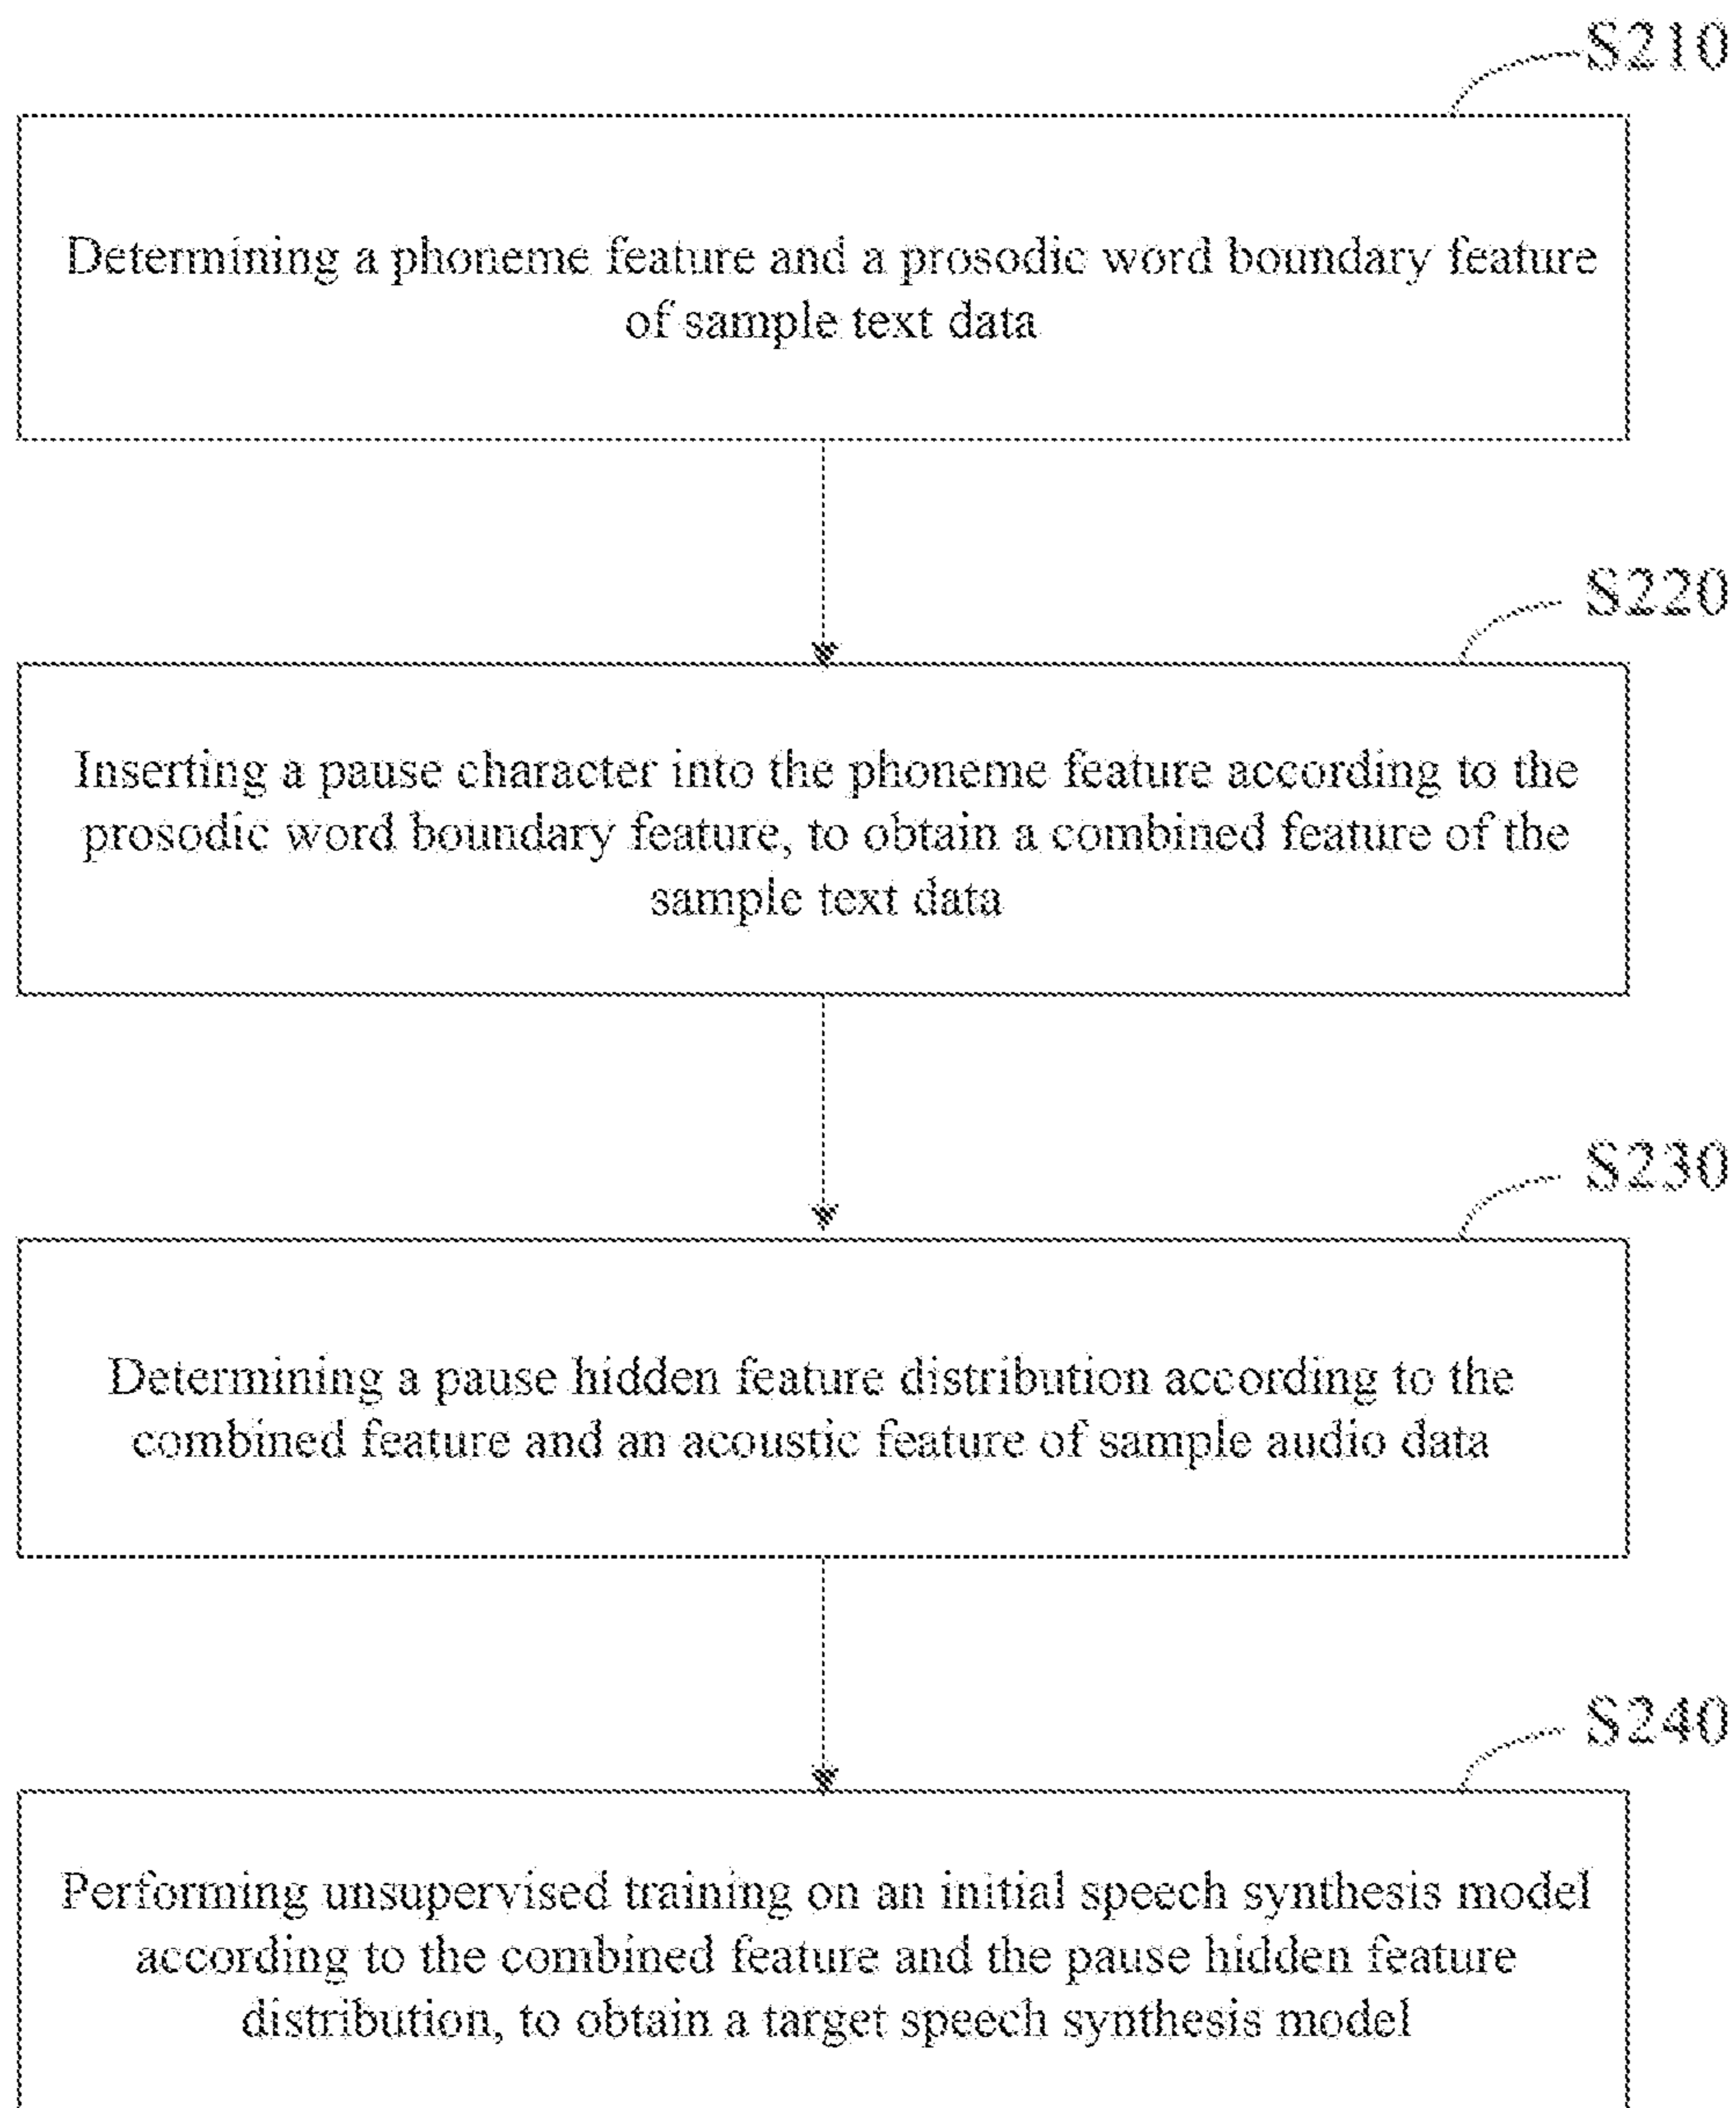 S210
Determining a phoneme feature and a prosodic word boundary feature
of sample text data
S220
Inserting a pause character into the phoneme feature according to the
prosodic word boundary feature, to obtain a combined feature of the
sample text data
S230
Determining a pause hidden feature distribution according to the
combined feature and an acoustic feature of sample audio data
S240
Performing unsupervised training on an initial speech synthesis model
according to the combined feature and the pause hidden feature
distribution, to obtain a target speech synthesis model